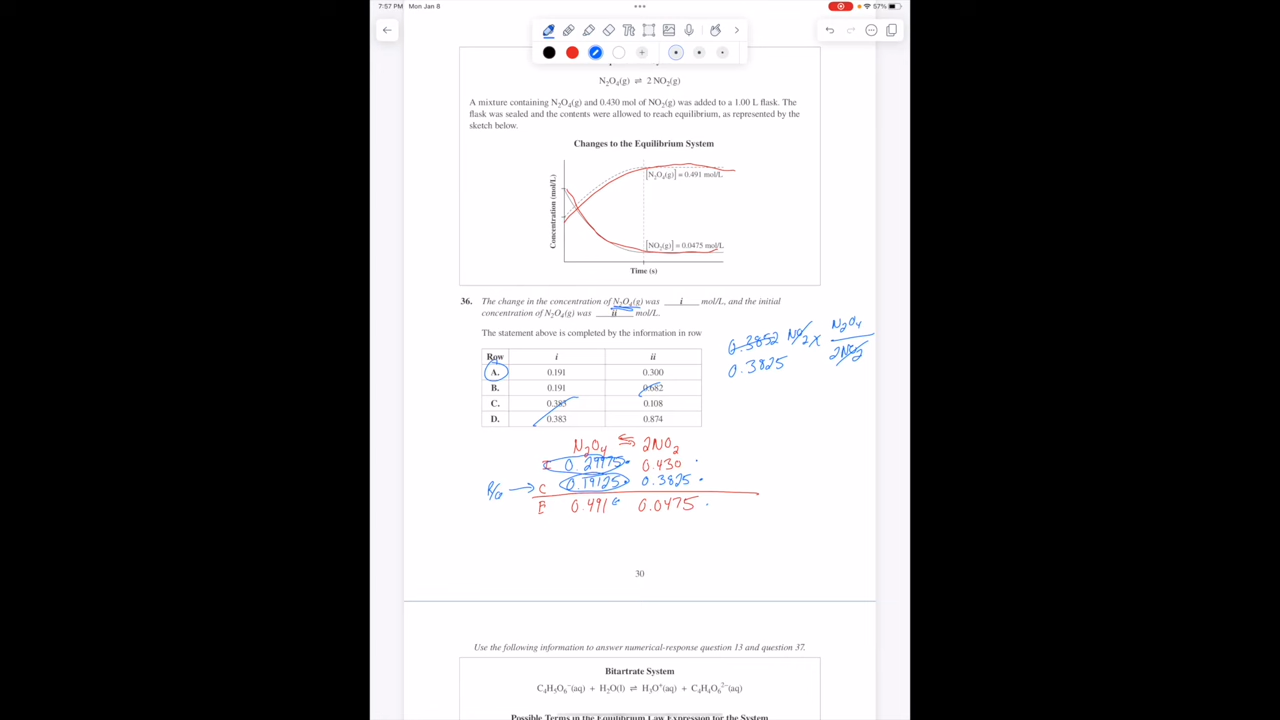 7:57 PM Mon Jan 8
57%
N₂O₄(g) ⇌ 2 NO₂(g)
A mixture containing N₂O₄(g) and 0.430 mol of NO₂(g) was added to a 1.00 L flask. The
flask was sealed and the contents were allowed to reach equilibrium, as represented by the
sketch below.
Changes to the Equilibrium System
Concentration (mol/L)
[N₂O₄(g)] = 0.491 mol/L
[NO₂(g)] = 0.0475 mol/L
Time (s)
36. The change in the concentration of N₂O₄(g) was i mol/L, and the initial
concentration of N₂O₄(g) was ii mol/L.
The statement above is completed by the information in row
Row i ii
A. 0.191 0.300
B. 0.191 0.682
C. 0.383 0.108
D. 0.383 0.874
0.3852 NO₂ x N₂O₄
2NO₂
0.3825
N₂O₄ ⇆ 2NO₂
I 0.29975 0.430
C 0.19125 0.3825
E 0.491 0.0475
30
Use the following information to answer numerical-response question 13 and question 37.
Bitartrate System
C₄H₅O₆⁻(aq) + H₂O(l) ⇌ H₃O⁺(aq) + C₄H₄O₆²⁻(aq)
Possible Terms in the Equilibrium Law Expression for the System